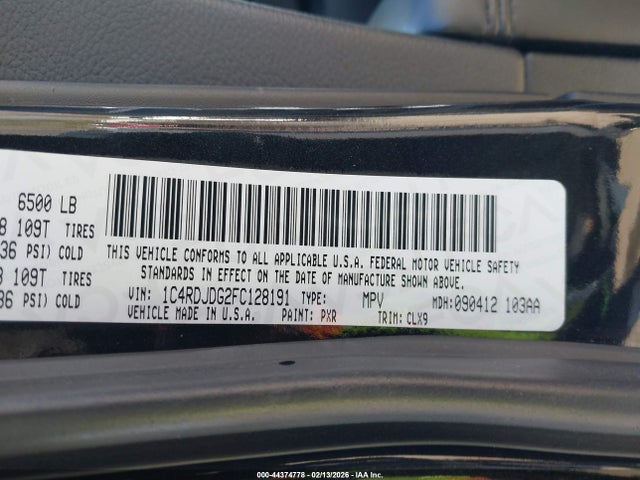 6500 LB
8 109T TIRES
36 PSI) COLD
8 109T TIRES
36 PSI) COLD
THIS VEHICLE CONFORMS TO ALL APPLICABLE U.S.A. FEDERAL MOTOR VEHICLE SAFETY
STANDARDS IN EFFECT ON THE DATE OF MANUFACTURE SHOWN ABOVE.
VIN: 1C4RDJDG2FC128191 TYPE: MPV MDH:090412 103AA
VEHICLE MADE IN U.S.A. PAINT: PXR TRIM: CLX9
000-44374778 - 02/13/2026 - IAA Inc.